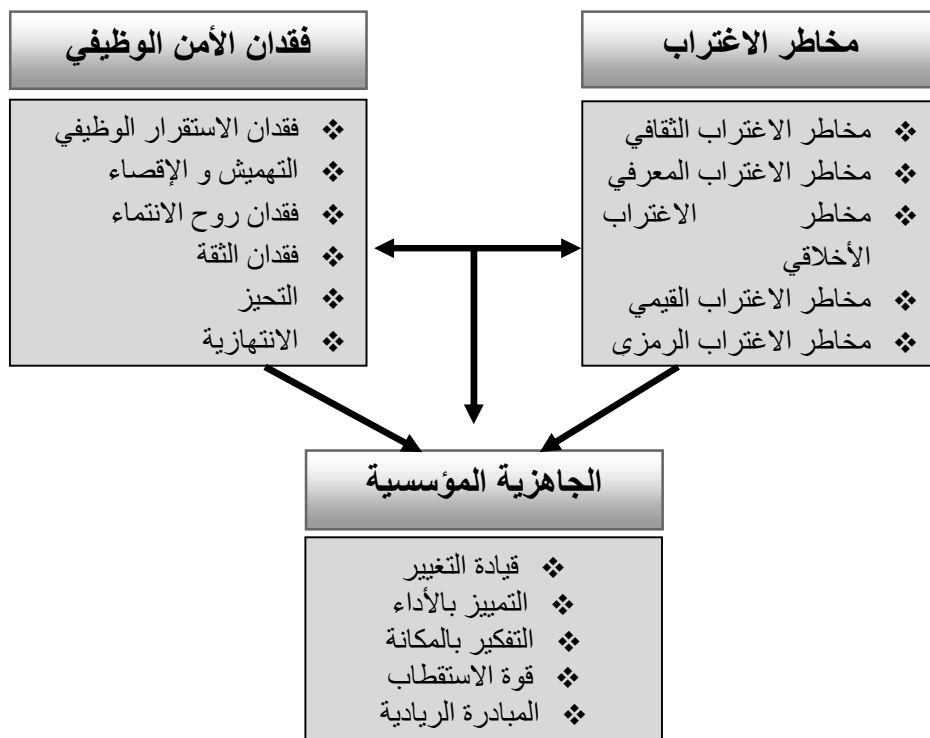 مخاطر الاغتراب
❖ مخاطر الاغتراب الثقافي
❖ مخاطر الاغتراب المعرفي
❖ مخاطر الاغتراب
الأخلاقي
❖ مخاطر الاغتراب القيمي
❖ مخاطر الاغتراب الرمزي
فقدان الأمن الوظيفي
❖ فقدان الاستقرار الوظيفي
❖ التهميش و الإقصاء
❖ فقدان روح الانتماء
❖ فقدان الثقة
❖ التحيز
❖ الانتهازية
الجاهزية المؤسسية
❖ قيادة التغيير
❖ التمييز بالأداء
❖ التفكير بالمكانة
❖ قوة الاستقطاب
❖ المبادرة الريادية